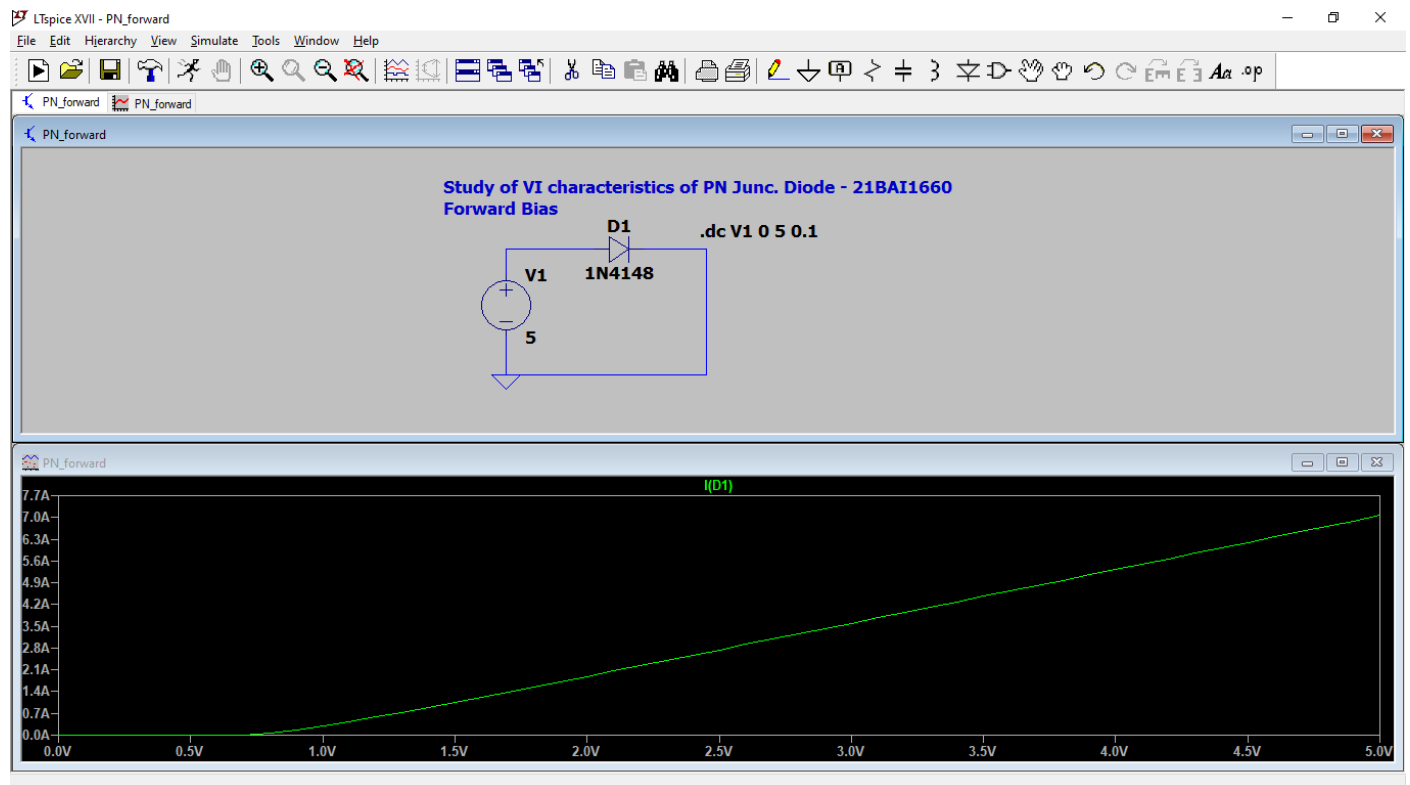 LTspice XVII - PN_forward
File Edit Hierarchy View Simulate Tools Window Help
Aa .op
PN_forward PN_forward
PN_forward
Study of VI characteristics of PN Junc. Diode - 21BAI1660
Forward Bias
D1
.dc V1 0 5 0.1
V1
1N4148
5
PN_forward
I(D1)
7.7A
7.0A
6.3A
5.6A
4.9A
4.2A
3.5A
2.8A
2.1A
1.4A
0.7A
0.0A
0.0V 0.5V 1.0V 1.5V 2.0V 2.5V 3.0V 3.5V 4.0V 4.5V 5.0V